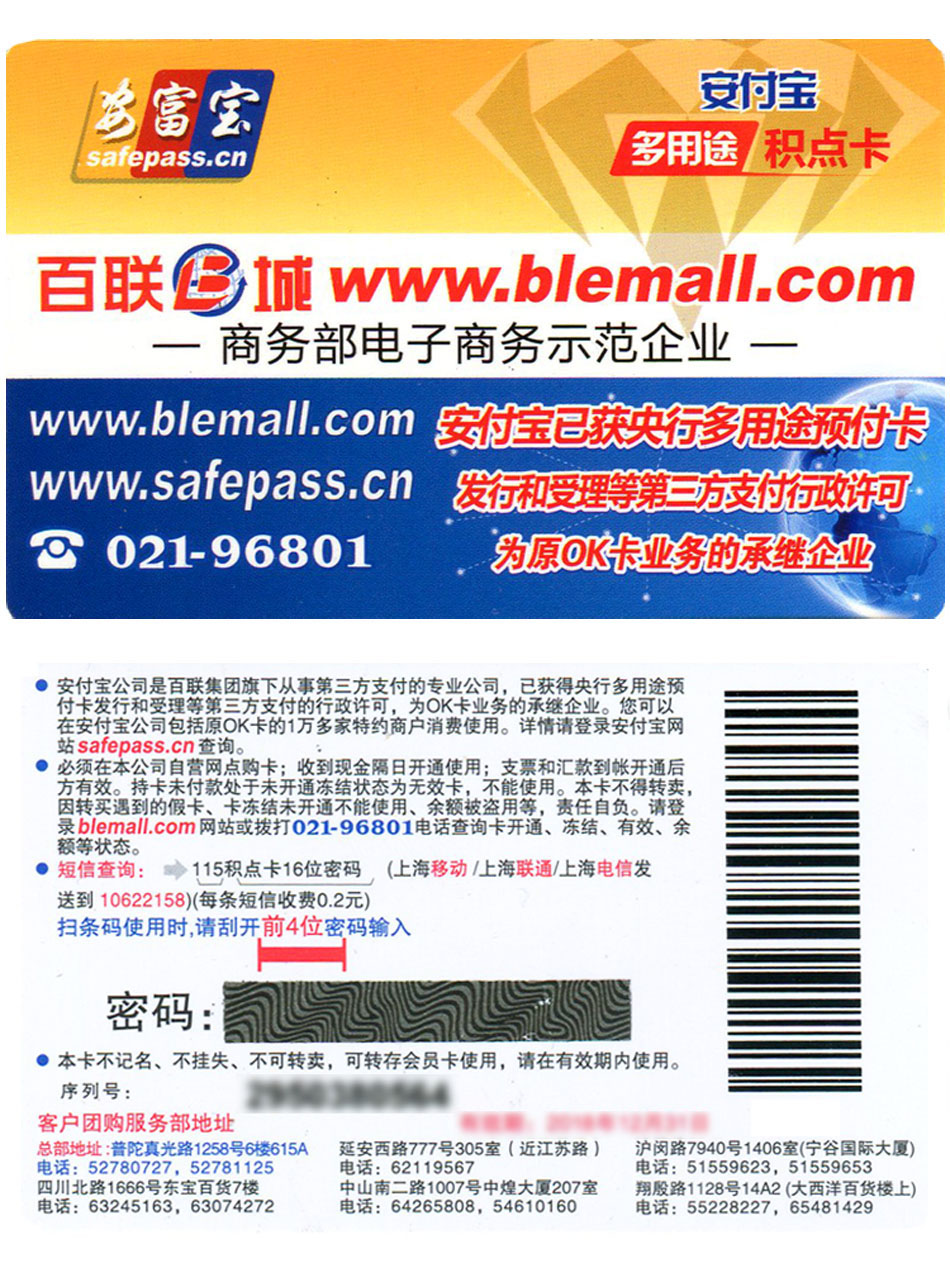 安富宝
safepass.cn
安付宝
多用途 积点卡
百联E城 www.blemall.com
— 商务部电子商务示范企业 —
www.blemall.com
安付宝已获央行多用途预付卡
www.safepass.cn
发行和受理等第三方支付行政许可
021-96801
为原OK卡业务的承继企业
● 安付宝公司是百联集团旗下从事第三方支付的专业公司，已获得央行多用途预
付卡发行和受理等第三方支付的行政许可，为OK卡业务的承继企业。您可以
在安付宝公司包括原OK卡的1万多家特约商户消费使用。详情请登录安付宝网
站 safepass.cn 查询。
● 必须在本公司自营网点购卡；收到现金隔日开通使用；支票和汇款到帐开通后
方有效。持卡未付款处于未开通冻结状态为无效卡，不能使用。本卡不得转卖，
因转买遇到的假卡、卡冻结未开通不能使用、余额被盗用等，责任自负。请登
录blemall.com网站或拨打021-96801电话查询卡开通、冻结、有效、余
额等状态。
● 短信查询： 115积点卡16位密码 (上海移动 /上海联通/上海电信发
送到 10622158)(每条短信收费0.2元)
扫条码使用时,请刮开前4位密码输入
密码：
● 本卡不记名、不挂失、不可转卖，可转存会员卡使用，请在有效期内使用。
序列号： 2950380564
有效期：2018年12月31日
客户团购服务部地址
总部地址：普陀真光路1258号6楼615A
电话：52780727，52781125
四川北路1666号东宝百货7楼
电话：63245163，63074272
延安西路777号305室（近江苏路）
电话：62119567
中山南二路1007号中煌大厦207室
电话：64265808，54610160
沪闵路7940号1406室(宁谷国际大厦)
电话：51559623，51559653
翔殷路1128号14A2 (大西洋百货楼上)
电话：55228227，65481429